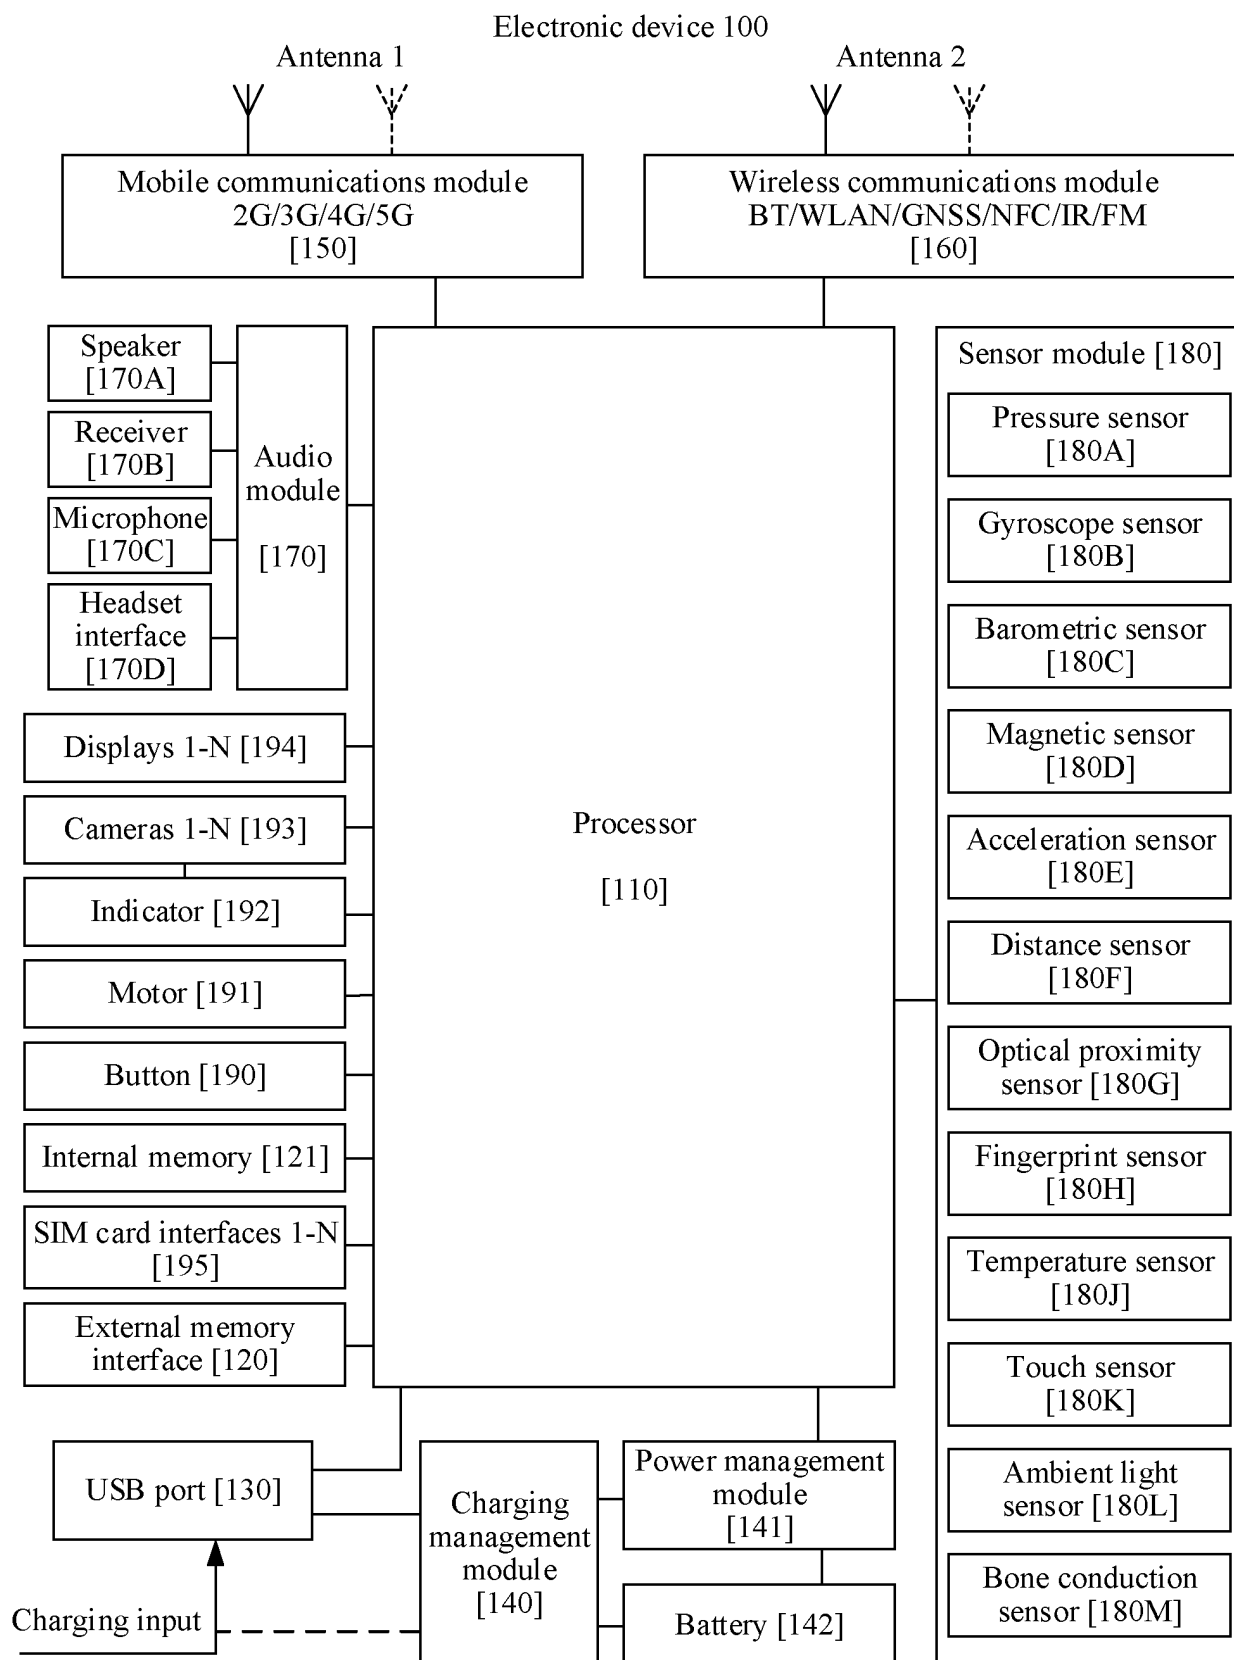 Electronic device 100
Antenna 1
Antenna 2
Mobile communications module
2G/3G/4G/5G
[150]
Wireless communications module
BT/WLAN/GNSS/NFC/IR/FM
[160]
Speaker
[170A]
Receiver
[170B]
Microphone
[170C]
Headset
interface
[170D]
Audio
module
[170]
Displays 1-N [194]
Cameras 1-N [193]
Indicator [192]
Motor [191]
Button [190]
Internal memory [121]
SIM card interfaces 1-N
[195]
External memory
interface [120]
Processor
[110]
Sensor module [180]
Pressure sensor
[180A]
Gyroscope sensor
[180B]
Barometric sensor
[180C]
Magnetic sensor
[180D]
Acceleration sensor
[180E]
Distance sensor
[180F]
Optical proximity
sensor [180G]
Fingerprint sensor
[180H]
Temperature sensor
[180J]
Touch sensor
[180K]
Ambient light
sensor [180L]
Bone conduction
sensor [180M]
USB port [130]
Charging input
Charging
management
module
[140]
Power management
module
[141]
Battery [142]